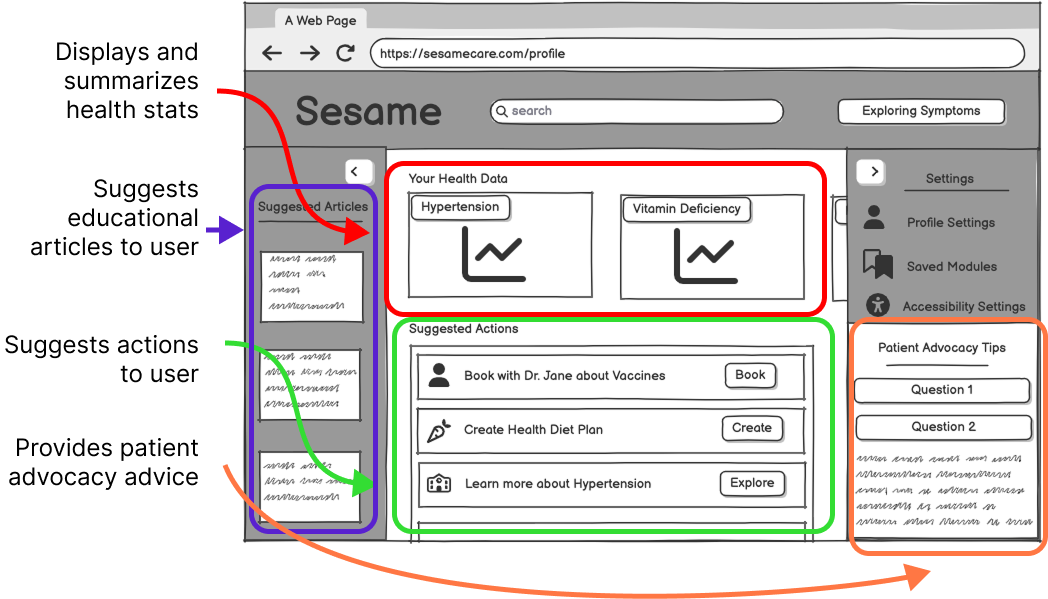 Displays and
summarizes
health stats
Suggests
educational
articles to user
Suggests actions
to user
Provides patient
advocacy advice
A Web Page
https://sesamecare.com/profile
Sesame
search
Exploring Symptoms
<
Suggested Articles
Your Health Data
Hypertension
Vitamin Deficiency
Suggested Actions
Book with Dr. Jane about Vaccines
Book
Create Health Diet Plan
Create
Learn more about Hypertension
Explore
>
Settings
Profile Settings
Saved Modules
Accessibility Settings
Patient Advocacy Tips
Question 1
Question 2